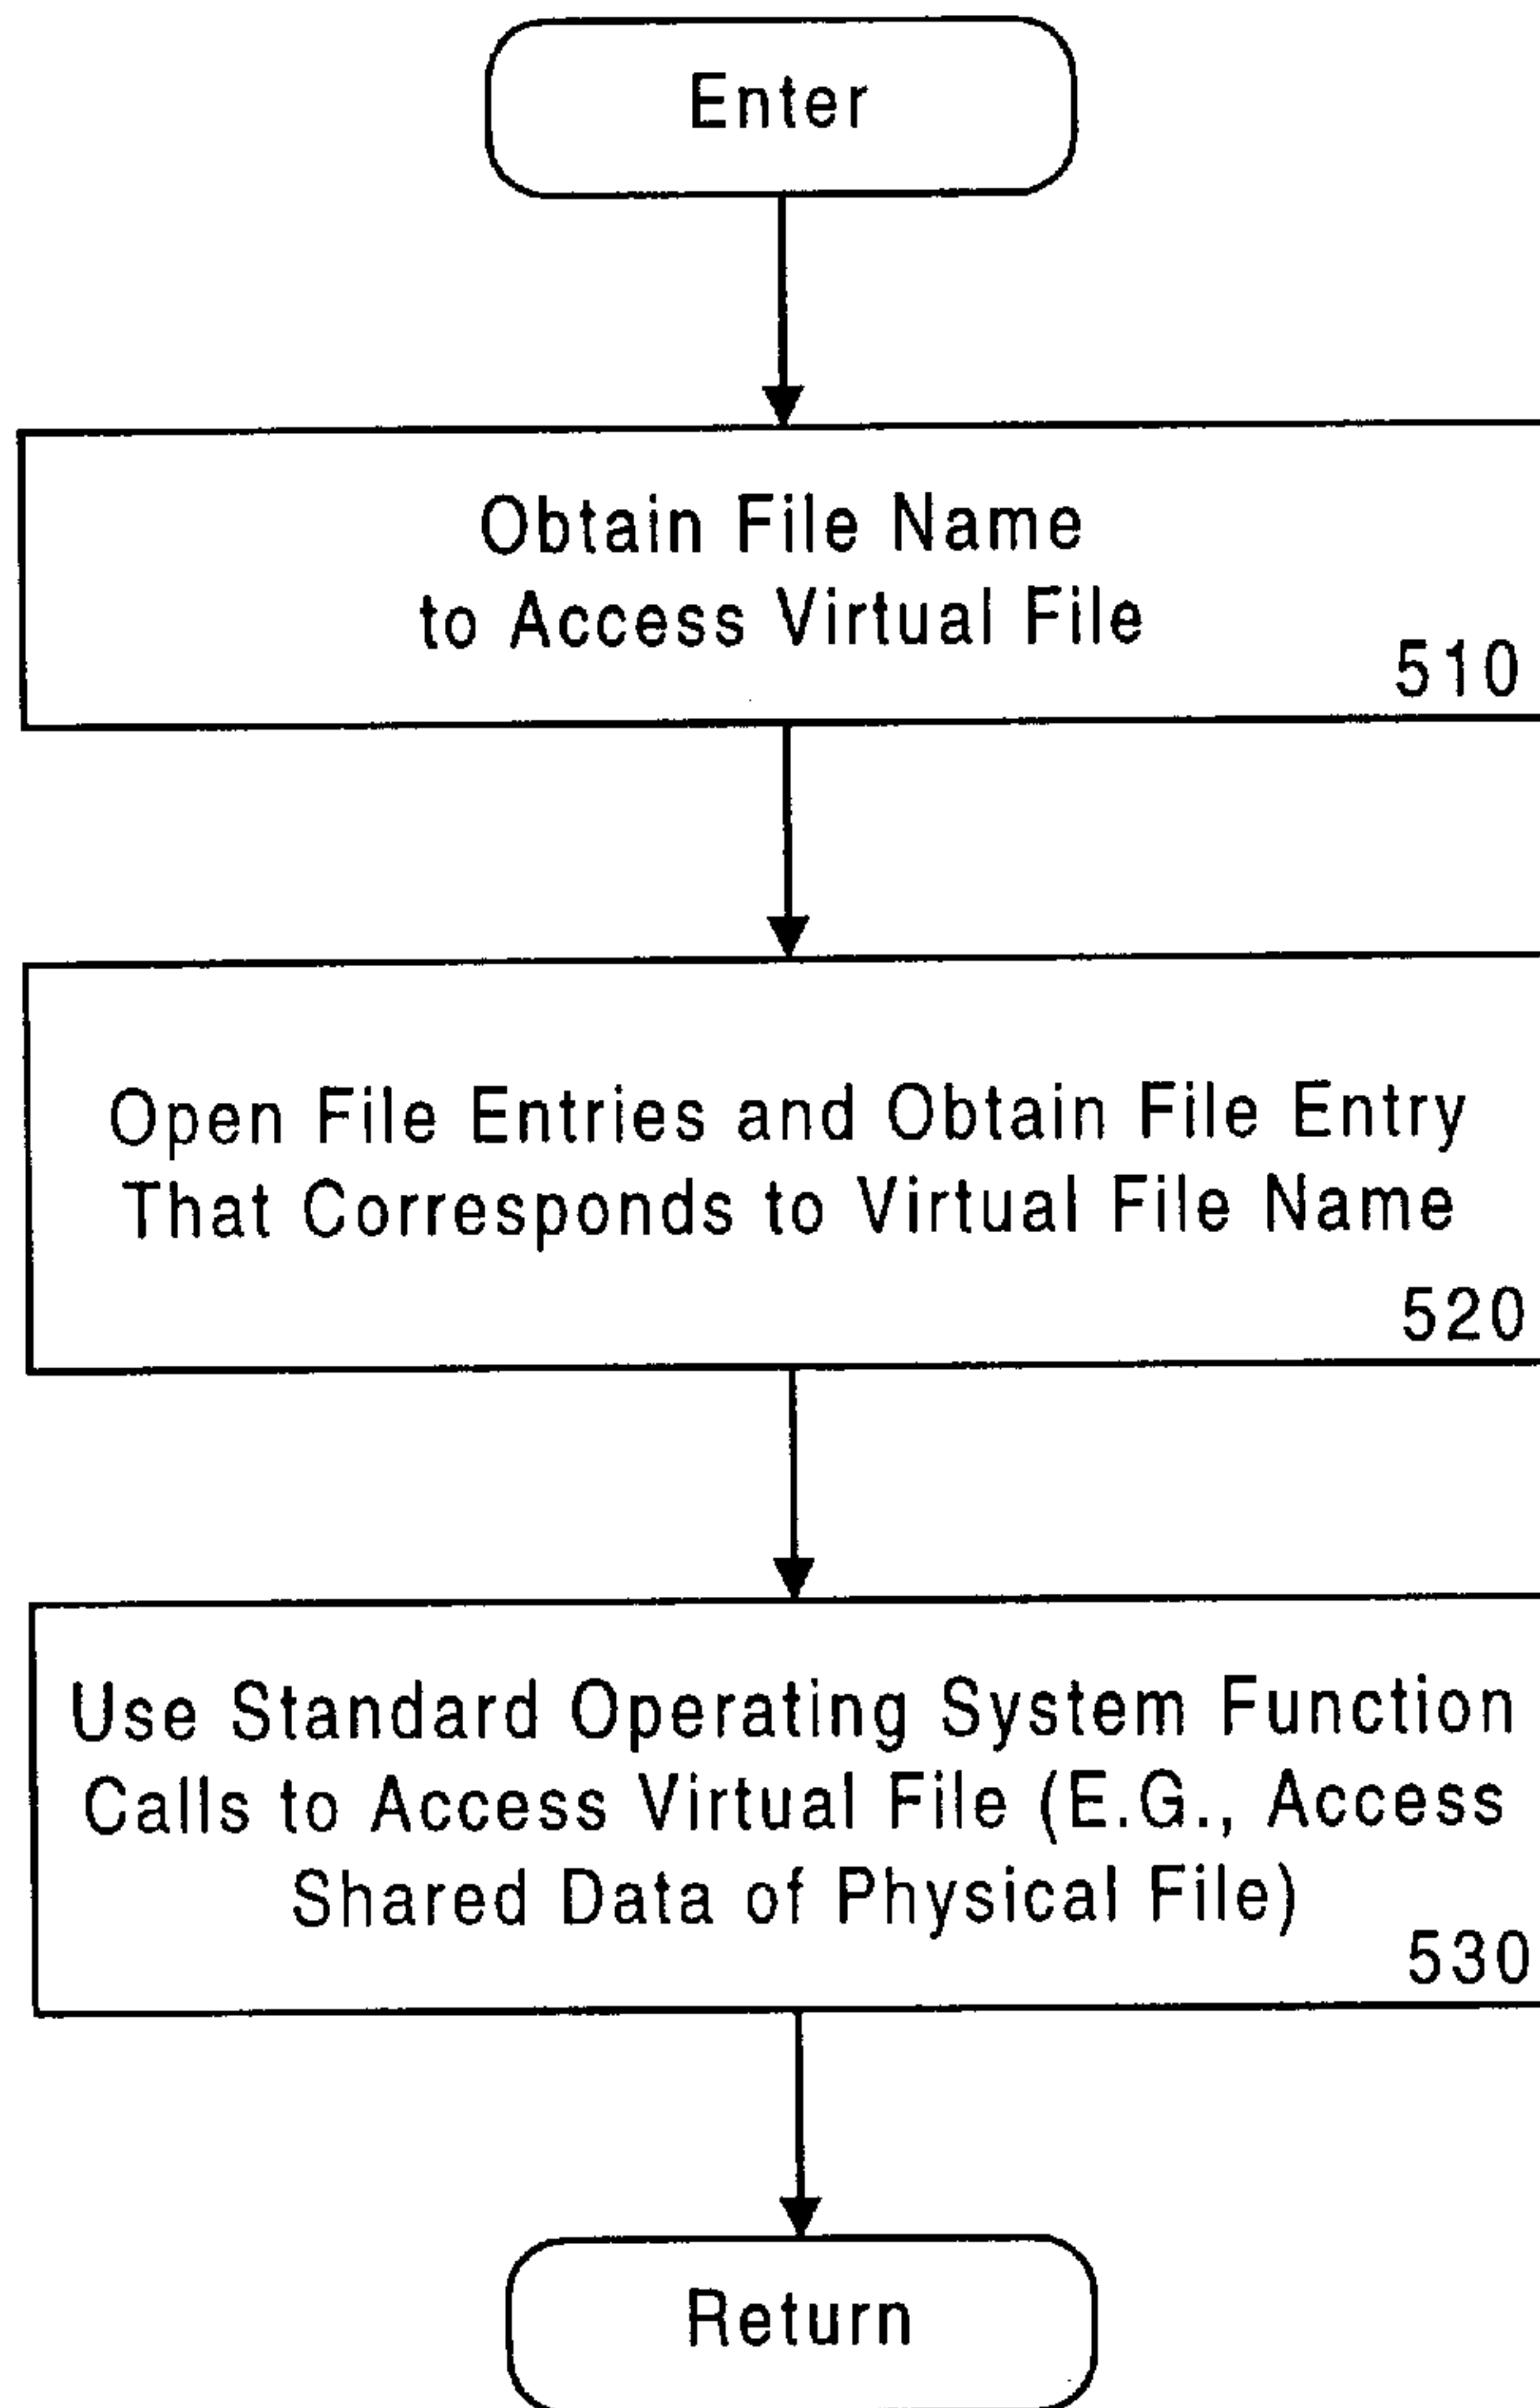 Enter
Obtain File Name
to Access Virtual File
510
Open File Entries and Obtain File Entry
That Corresponds to Virtual File Name
520
Use Standard Operating System Function
Calls to Access Virtual File (E.G., Access
Shared Data of Physical File)
530
Return